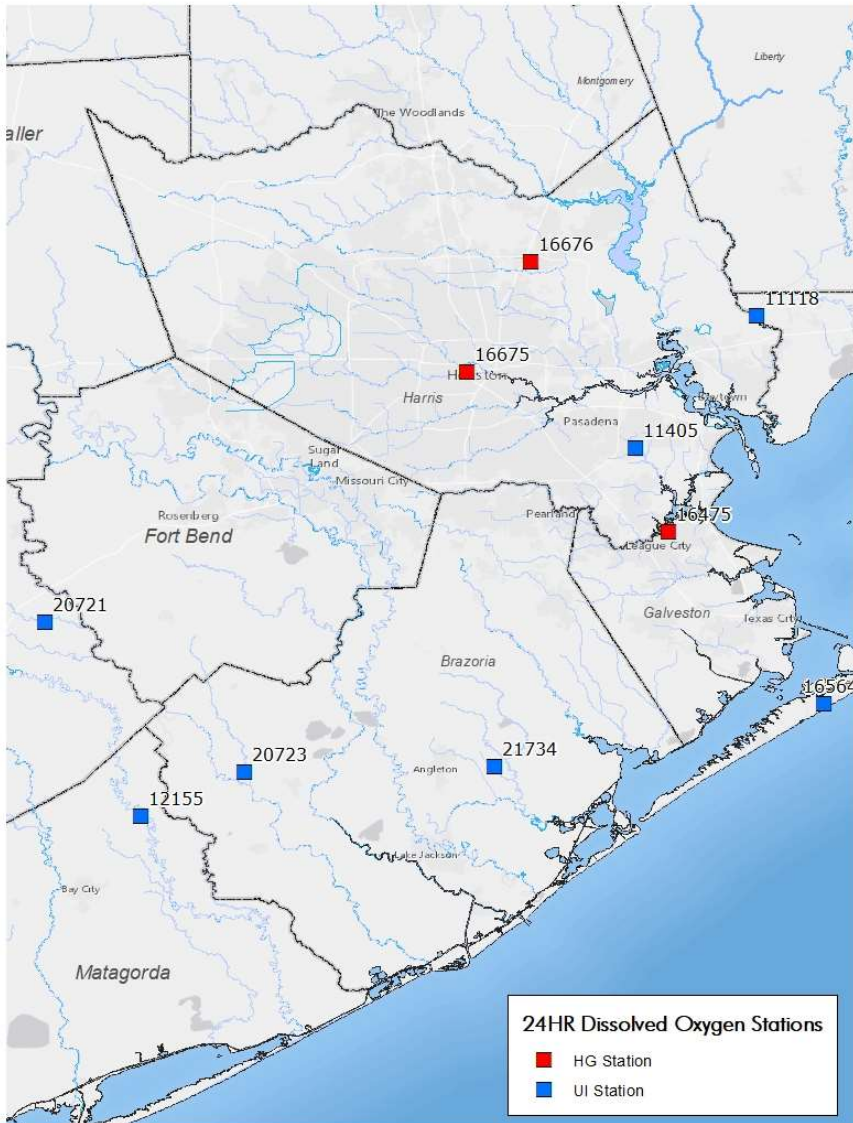 Liberty
Montgomery
The Woodlands
aller
16676
11118
16675
Houston
Harris
Baytown
Pasadena
11405
Sugar
Land
Missouri City
Rosenberg
Pearland
16475
Fort Bend
League City
20721
Galveston
Texas City
Brazoria
16564
20723
21734
Angleton
12155
Lake Jackson
Bay City
Matagorda
24HR Dissolved Oxygen Stations
HG Station
UI Station